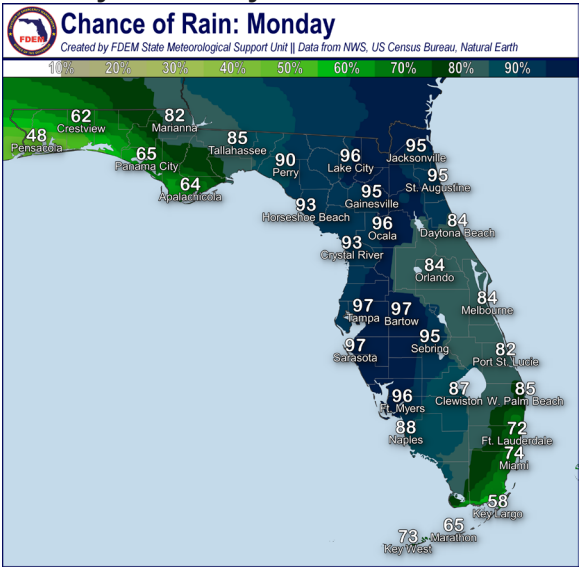 FDEM
Chance of Rain: Monday
Created by FDEM State Meteorological Support Unit || Data from NWS, US Census Bureau, Natural Earth
10% 20% 30% 40% 50% 60% 70% 80% 90%
62
Crestview
82
Marianna
48
Pensacola
65
Panama City
85
Tallahassee
64
Apalachicola
90
Perry
96
Lake City
95
Jacksonville
95
St. Augustine
95
Gainesville
93
Horseshoe Beach
96
Ocala
84
Daytona Beach
93
Crystal River
84
Orlando
84
Melbourne
97
Tampa
97
Bartow
97
Sarasota
95
Sebring
82
Port St. Lucie
96
Ft. Myers
87
Clewiston
85
W. Palm Beach
88
Naples
72
Ft. Lauderdale
74
Miami
58
Key Largo
65
Marathon
73
Key West